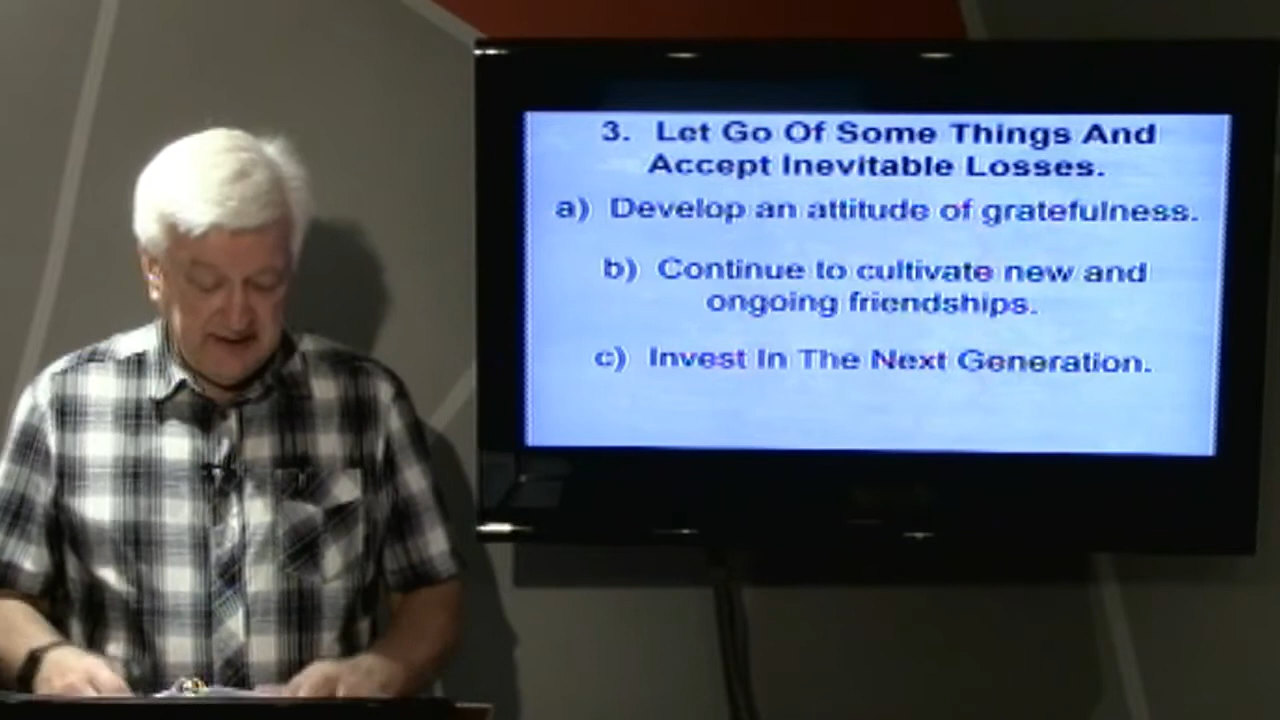 3. Let Go Of Some Things And
Accept Inevitable Losses.
a) Develop an attitude of gratefulness.
b) Continue to cultivate new and
ongoing friendships.
c) Invest In The Next Generation.